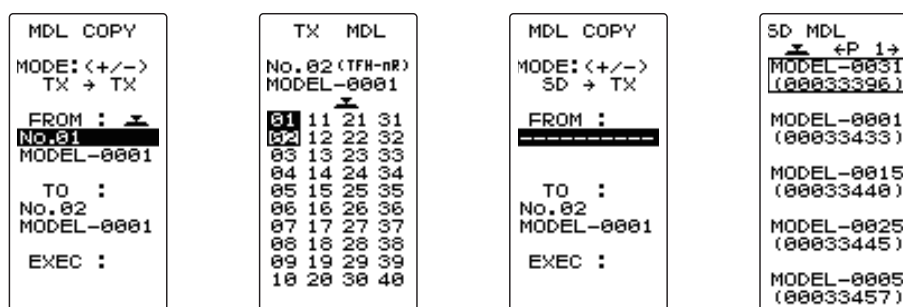 MDL COPY
MODE:(+/-)
TX → TX
FROM :
No.01
MODEL-0001
TO :
No.02
MODEL-0001
EXEC :
TX MDL
No.02(TFH-nR)
MODEL-0001
01 11 21 31
02 12 22 32
03 13 23 33
04 14 24 34
05 15 25 35
06 16 26 36
07 17 27 37
08 18 28 38
09 19 29 39
10 20 30 40
MDL COPY
MODE:(+/-)
SD → TX
FROM :
----------
TO :
No.02
MODEL-0001
EXEC :
SD MDL
←P 1→
MODEL-0031
(00033396)
MODEL-0001
(00033433)
MODEL-0015
(00033440)
MODEL-0025
(00033445)
MODEL-0005
(00033457)